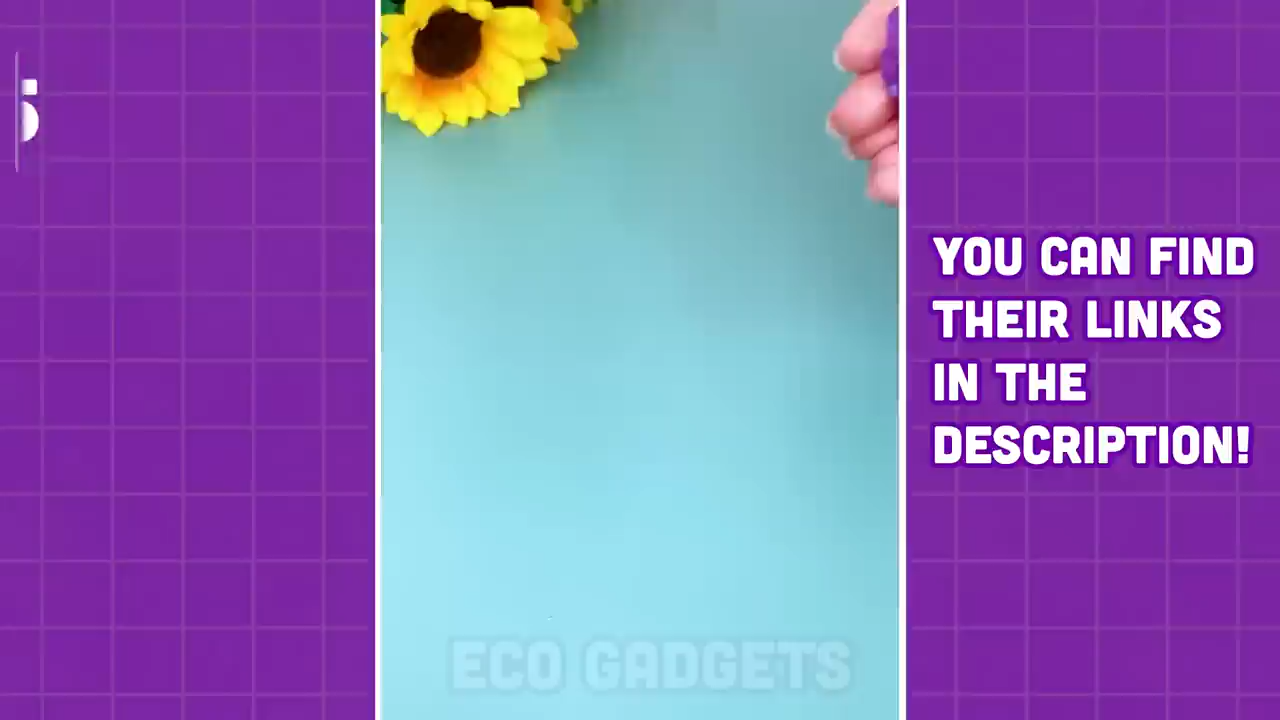 YOU CAN FIND
THEIR LINKS
IN THE
DESCRIPTION!
ECO GADGETS